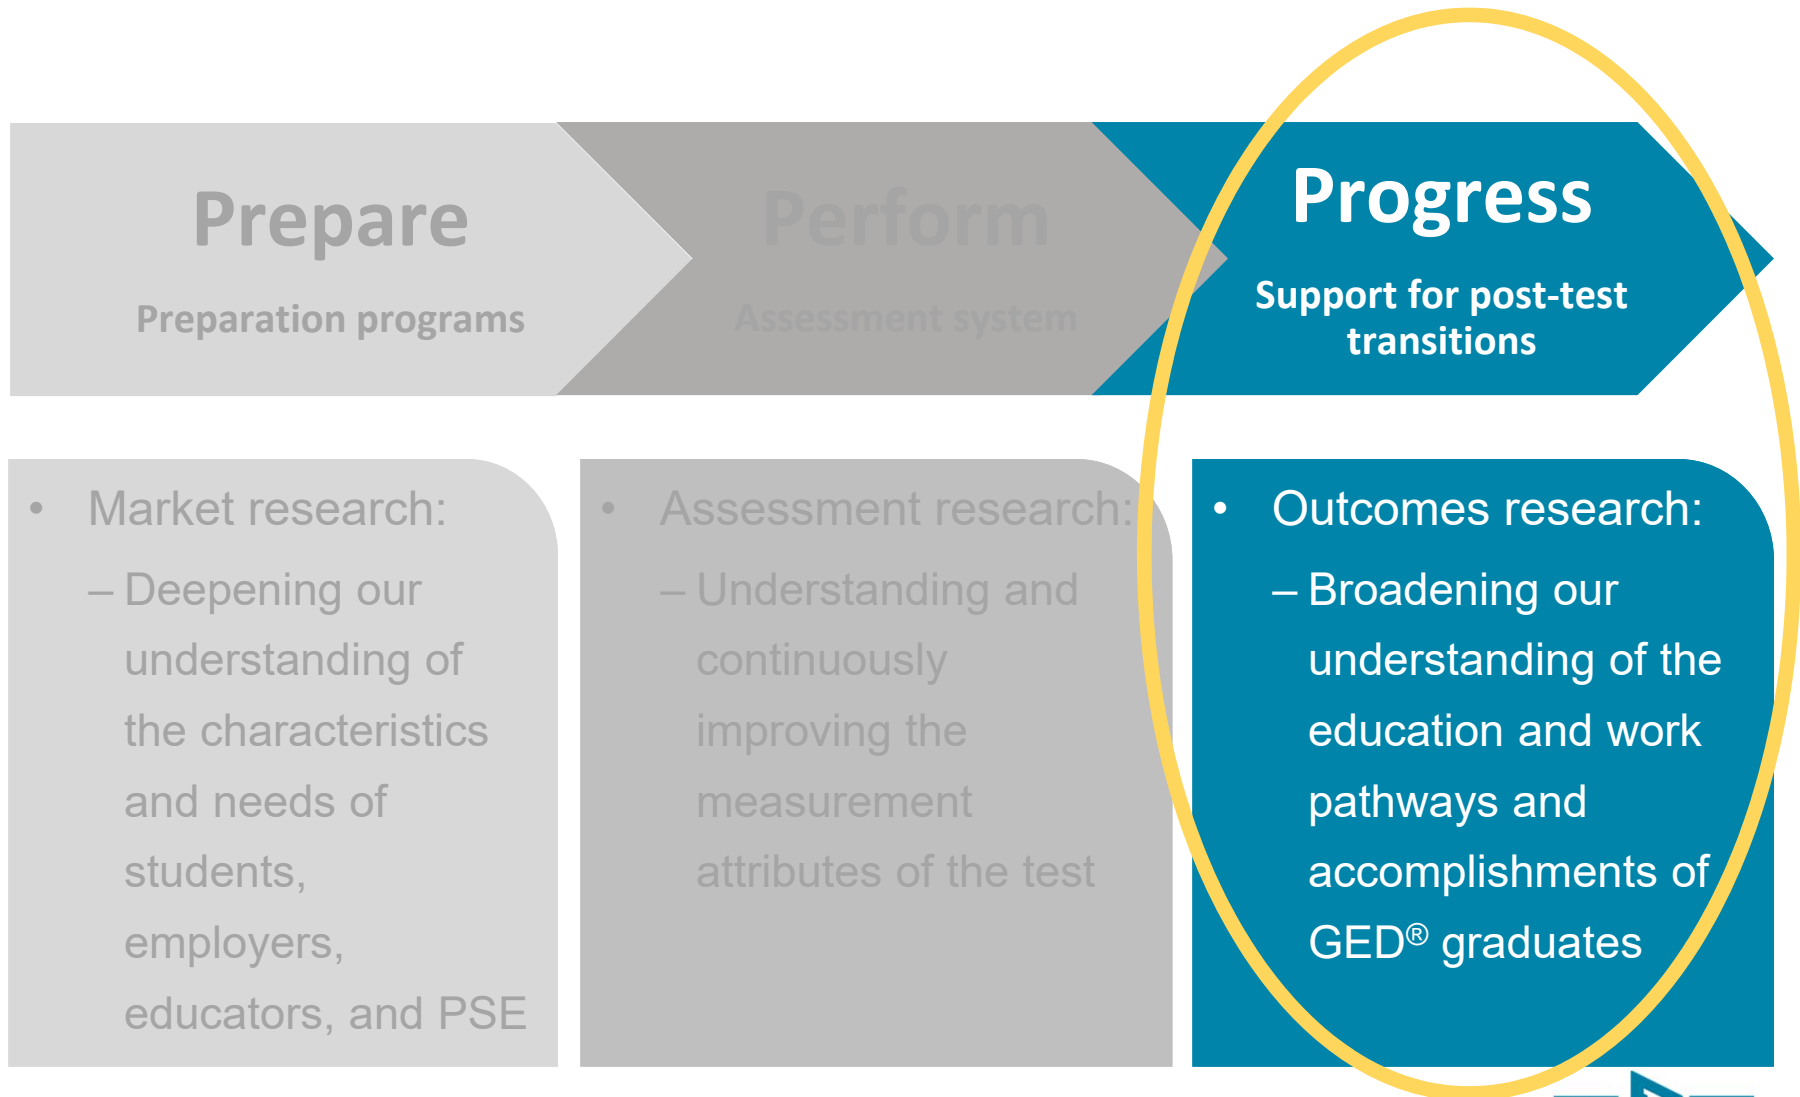 Prepare
Preparation programs
Perform
Assessment system
Progress
Support for post-test
transitions
• Market research:
– Deepening our
understanding of
the characteristics
and needs of
students,
employers,
educators, and PSE
• Assessment research:
– Understanding and
continuously
improving the
measurement
attributes of the test
• Outcomes research:
– Broadening our
understanding of the
education and work
pathways and
accomplishments of
GED® graduates